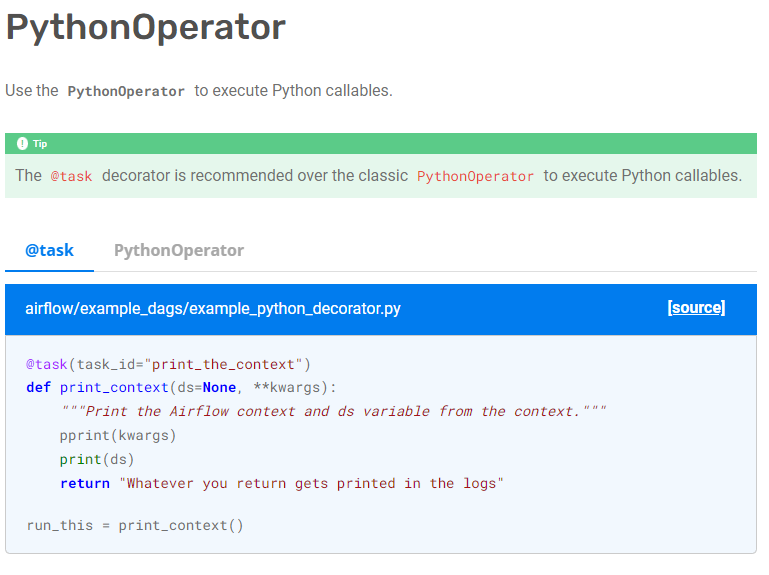 PythonOperator
Use the PythonOperator to execute Python callables.
! Tip
The @task decorator is recommended over the classic PythonOperator to execute Python callables.
@task PythonOperator
airflow/example_dags/example_python_decorator.py [source]
@task(task_id="print_the_context")
def print_context(ds=None, **kwargs):
    """Print the Airflow context and ds variable from the context."""
    pprint(kwargs)
    print(ds)
    return "Whatever you return gets printed in the logs"
run_this = print_context()